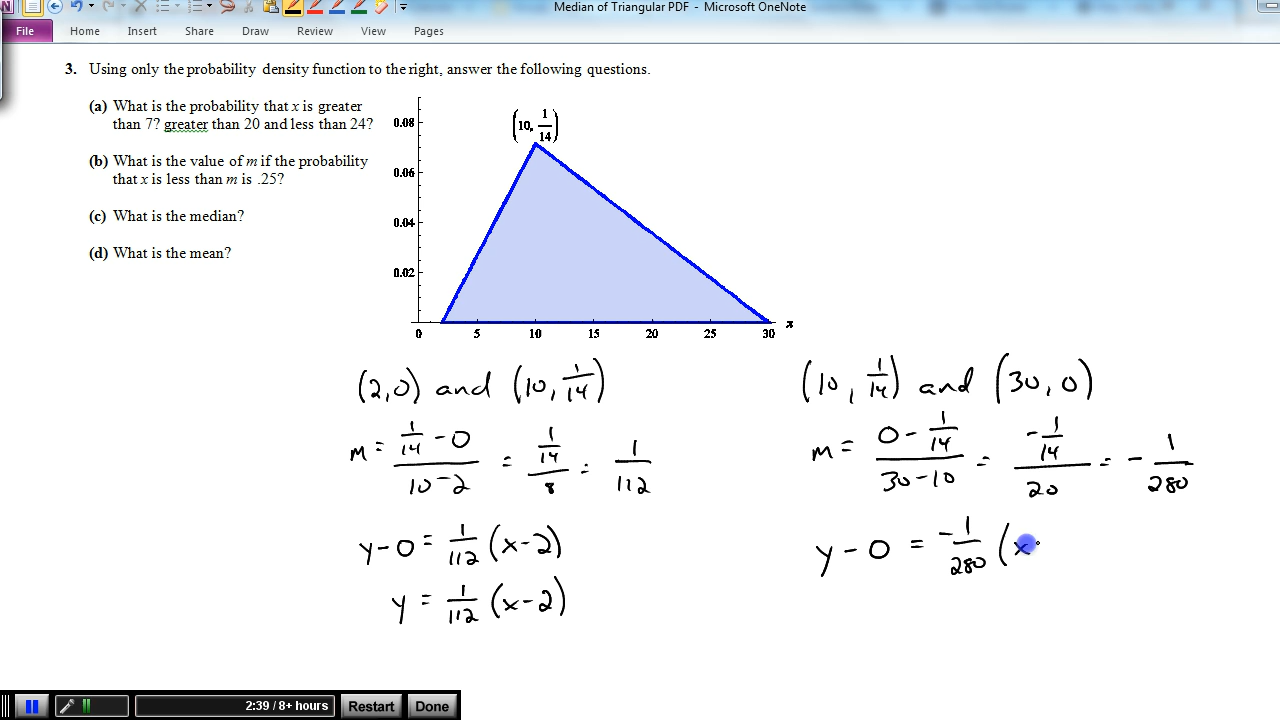 Median of Triangular PDF - Microsoft OneNote
File Home Insert Share Draw Review View Pages
3. Using only the probability density function to the right, answer the following questions.
(a) What is the probability that x is greater
than 7? greater than 20 and less than 24?
(b) What is the value of m if the probability
that x is less than m is .25?
(c) What is the median?
(d) What is the mean?
(10, 1/14)
0.08
0.06
0.04
0.02
0 5 10 15 20 25 30 x
(2,0) and (10, 1/14)
m = (1/14 - 0)/(10 - 2) = (1/14)/8 = 1/112
y - 0 = 1/112 (x - 2)
y = 1/112 (x - 2)
(10, 1/14) and (30, 0)
m = (0 - 1/14)/(30 - 10) = (-1/14)/20 = - 1/280
y - 0 = -1/280 (x
2:39 / 8+ hours Restart Done